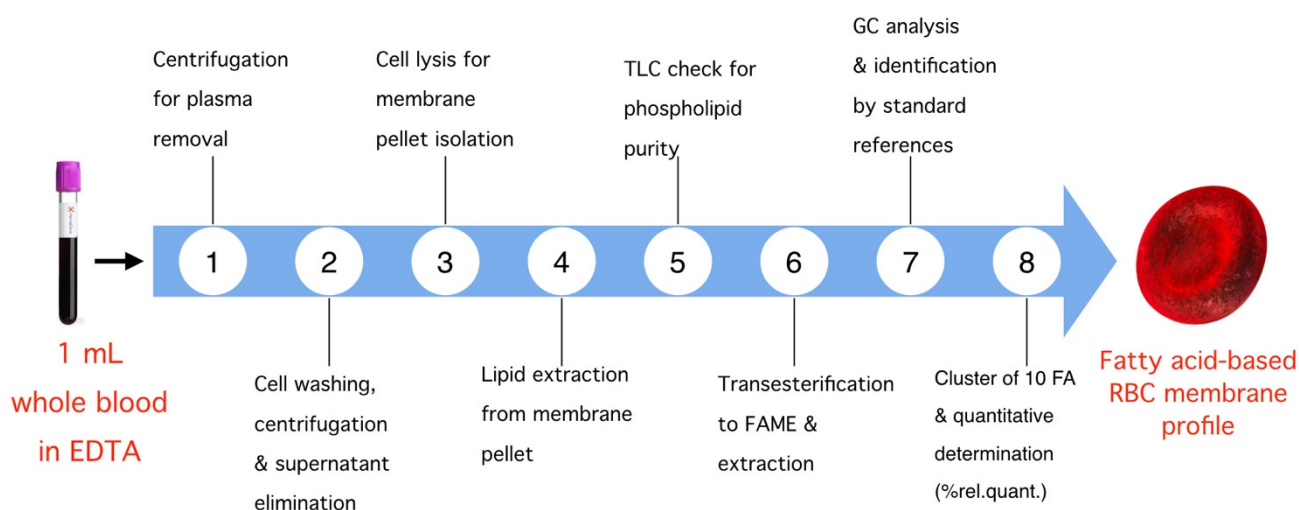 1 mL
whole blood
in EDTA
1
Centrifugation
for plasma
removal
2
Cell washing,
centrifugation
& supernatant
elimination
3
Cell lysis for
membrane
pellet isolation
4
Lipid extraction
from membrane
pellet
5
TLC check for
phospholipid
purity
6
Transesterification
to FAME &
extraction
7
GC analysis
& identification
by standard
references
8
Cluster of 10 FA
& quantitative
determination
(%rel.quant.)
Fatty acid-based
RBC membrane
profile